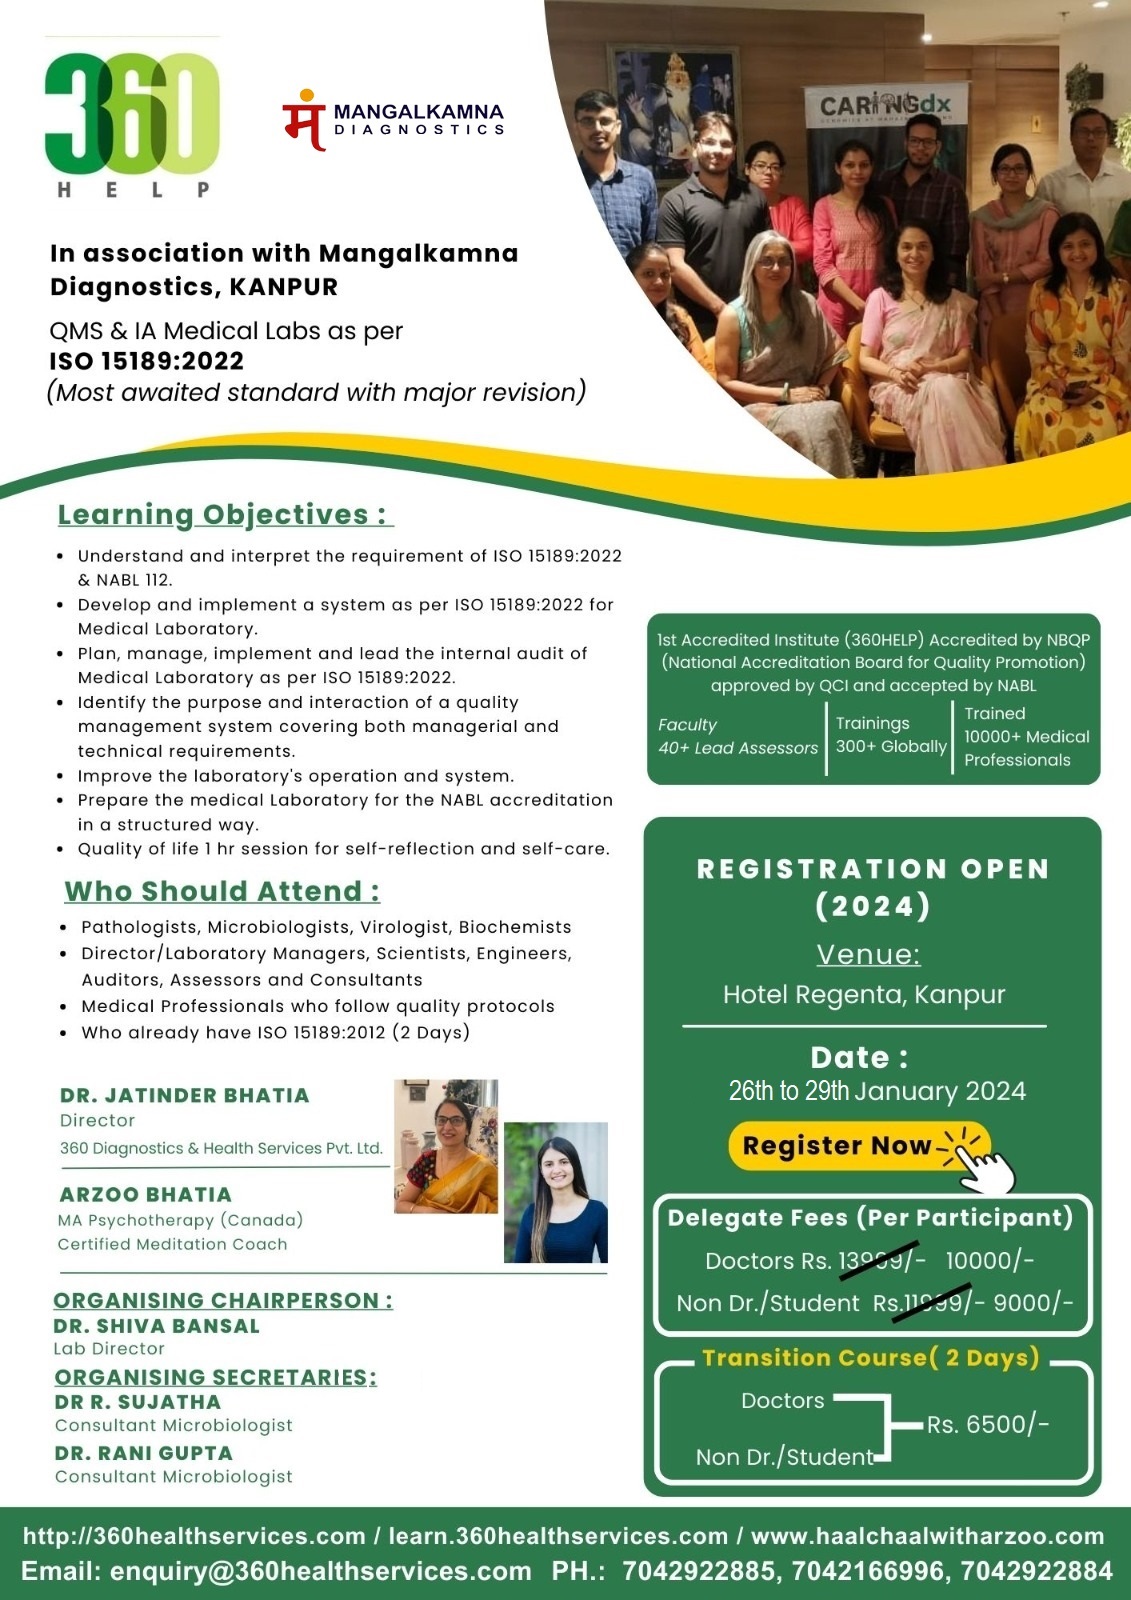 360
HELP
मं MANGALKAMNA
DIAGNOSTICS
CARiNGdx
In association with Mangalkamna
Diagnostics, KANPUR
QMS & IA Medical Labs as per
ISO 15189:2022
(Most awaited standard with major revision)
Learning Objectives :
• Understand and interpret the requirement of ISO 15189:2022
& NABL 112.
• Develop and implement a system as per ISO 15189:2022 for
Medical Laboratory.
• Plan, manage, implement and lead the internal audit of
Medical Laboratory as per ISO 15189:2022.
• Identify the purpose and interaction of a quality
management system covering both managerial and
technical requirements.
• Improve the laboratory's operation and system.
• Prepare the medical Laboratory for the NABL accreditation
in a structured way.
• Quality of life 1 hr session for self-reflection and self-care.
Who Should Attend :
• Pathologists, Microbiologists, Virologist, Biochemists
• Director/Laboratory Managers, Scientists, Engineers,
Auditors, Assessors and Consultants
• Medical Professionals who follow quality protocols
• Who already have ISO 15189:2012 (2 Days)
DR. JATINDER BHATIA
Director
360 Diagnostics & Health Services Pvt. Ltd.
ARZOO BHATIA
MA Psychotherapy (Canada)
Certified Meditation Coach
ORGANISING CHAIRPERSON :
DR. SHIVA BANSAL
Lab Director
ORGANISING SECRETARIES:
DR R. SUJATHA
Consultant Microbiologist
DR. RANI GUPTA
Consultant Microbiologist
1st Accredited Institute (360HELP) Accredited by NBQP
(National Accreditation Board for Quality Promotion)
approved by QCI and accepted by NABL
Faculty
40+ Lead Assessors
Trainings
300+ Globally
Trained
10000+ Medical
Professionals
REGISTRATION OPEN
(2024)
Venue:
Hotel Regenta, Kanpur
Date :
26th to 29th January 2024
Register Now
Delegate Fees (Per Participant)
Doctors Rs. 13999/- 10000/-
Non Dr./Student Rs.11999/- 9000/-
Transition Course( 2 Days)
Doctors
Rs. 6500/-
Non Dr./Student
http://360healthservices.com / learn.360healthservices.com / www.haalchaalwitharzoo.com
Email: enquiry@360healthservices.com PH.: 7042922885, 7042166996, 7042922884